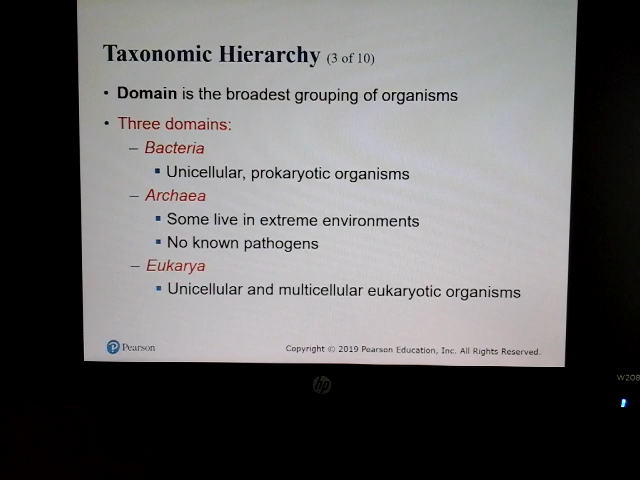 Taxonomic Hierarchy (3 of 10)
• Domain is the broadest grouping of organisms
• Three domains:
– Bacteria
▪ Unicellular, prokaryotic organisms
– Archaea
▪ Some live in extreme environments
▪ No known pathogens
– Eukarya
▪ Unicellular and multicellular eukaryotic organisms
P Pearson
Copyright © 2019 Pearson Education, Inc. All Rights Reserved.
hp
W208